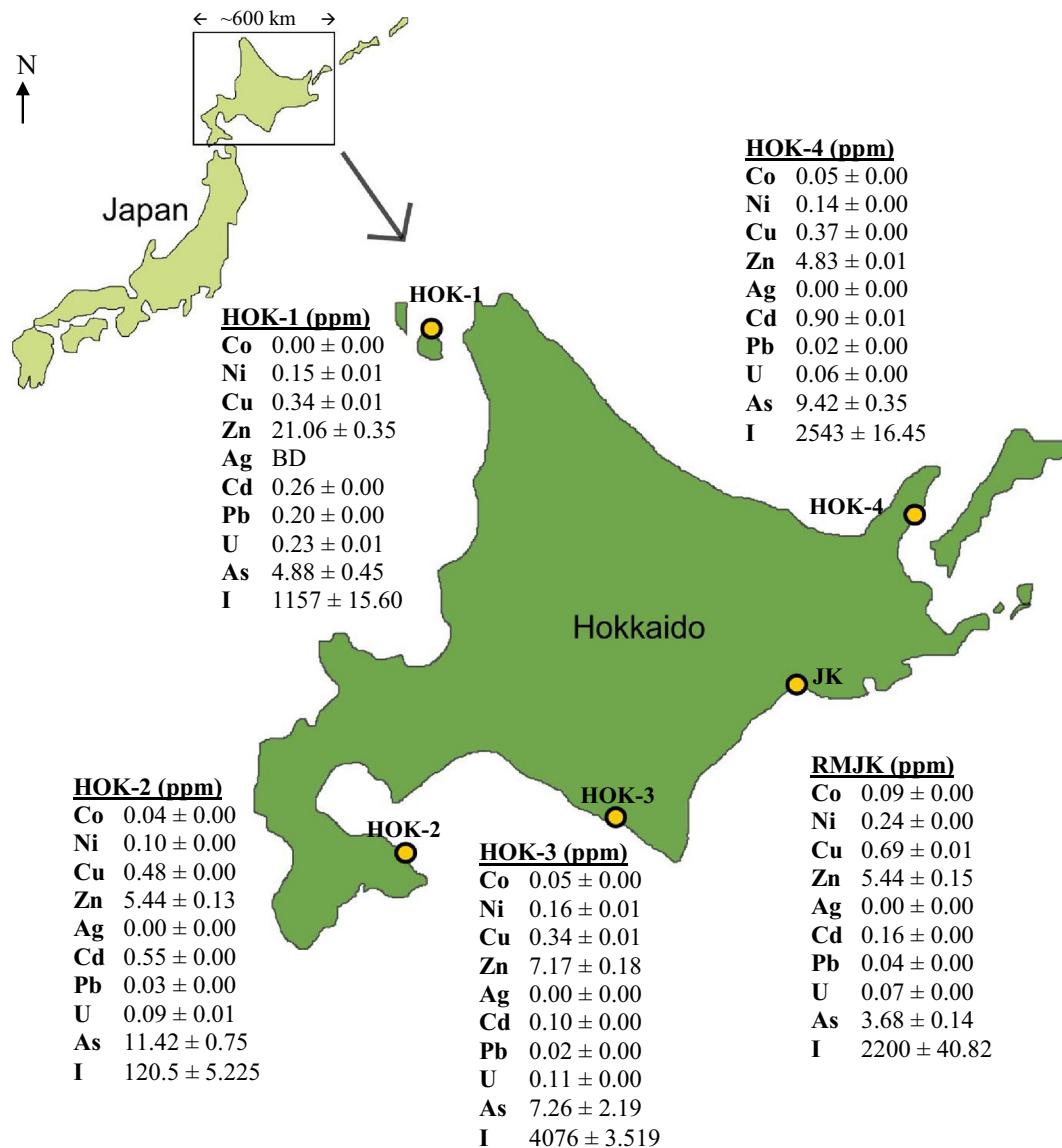 ← ~600 km →
N
Japan
HOK-4 (ppm)
Co 0.05 ± 0.00
Ni 0.14 ± 0.00
Cu 0.37 ± 0.00
Zn 4.83 ± 0.01
Ag 0.00 ± 0.00
Cd 0.90 ± 0.01
Pb 0.02 ± 0.00
U 0.06 ± 0.00
As 9.42 ± 0.35
I 2543 ± 16.45
HOK-1
HOK-1 (ppm)
Co 0.00 ± 0.00
Ni 0.15 ± 0.01
Cu 0.34 ± 0.01
Zn 21.06 ± 0.35
Ag BD
Cd 0.26 ± 0.00
Pb 0.20 ± 0.00
U 0.23 ± 0.01
As 4.88 ± 0.45
I 1157 ± 15.60
HOK-4
Hokkaido
JK
HOK-2 (ppm)
Co 0.04 ± 0.00
Ni 0.10 ± 0.00
Cu 0.48 ± 0.00
Zn 5.44 ± 0.13
Ag 0.00 ± 0.00
Cd 0.55 ± 0.00
Pb 0.03 ± 0.00
U 0.09 ± 0.01
As 11.42 ± 0.75
I 120.5 ± 5.225
HOK-2
HOK-3
HOK-3 (ppm)
Co 0.05 ± 0.00
Ni 0.16 ± 0.01
Cu 0.34 ± 0.01
Zn 7.17 ± 0.18
Ag 0.00 ± 0.00
Cd 0.10 ± 0.00
Pb 0.02 ± 0.00
U 0.11 ± 0.00
As 7.26 ± 2.19
I 4076 ± 3.519
RMJK (ppm)
Co 0.09 ± 0.00
Ni 0.24 ± 0.00
Cu 0.69 ± 0.01
Zn 5.44 ± 0.15
Ag 0.00 ± 0.00
Cd 0.16 ± 0.00
Pb 0.04 ± 0.00
U 0.07 ± 0.00
As 3.68 ± 0.14
I 2200 ± 40.82